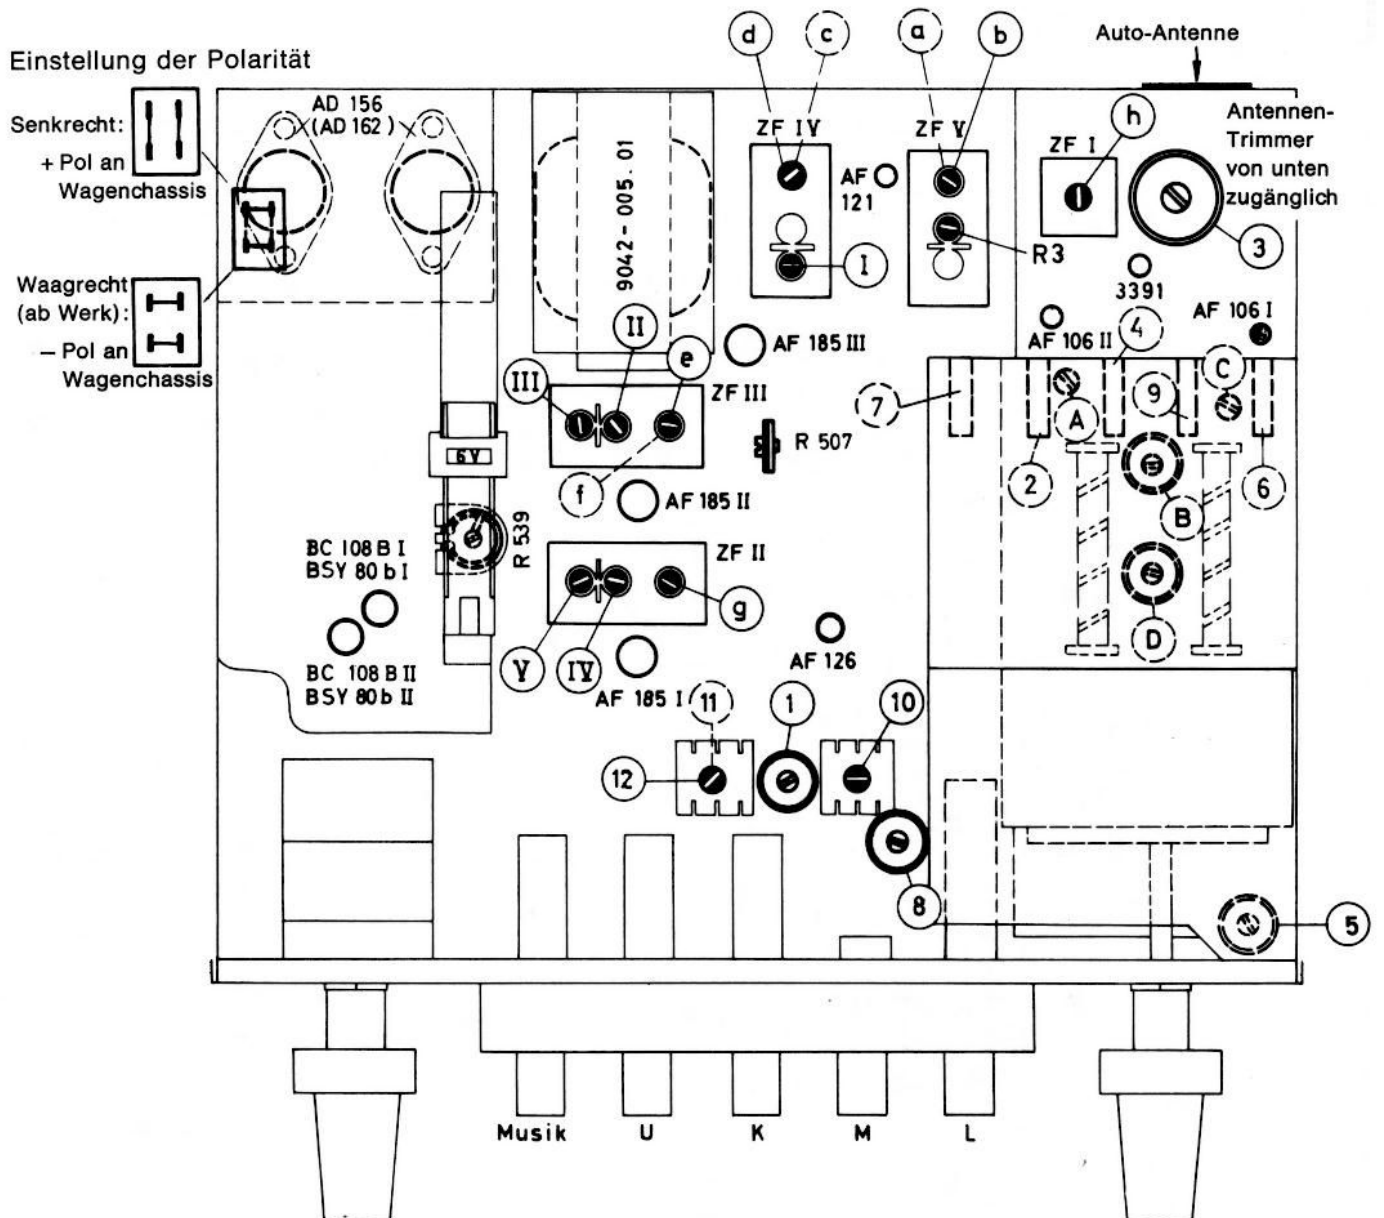 Einstellung der Polarität
Senkrecht:
+ Pol an
Wagenchassis
Waagrecht
(ab Werk):
– Pol an
Wagenchassis
AD 156
(AD 162)
9042-005.01
d
c
a
b
ZF IV
ZF V
AF
121
I
R3
Auto-Antenne
h
ZF I
Antennen-
Trimmer
von unten
zugänglich
3
3391
AF 106 I
AF 106 II
4
II
AF 185 III
III
e
ZF III
7
C
9
A
R 507
6V
f
AF 185 II
2
B
6
R 539
BC 108 B I
BSY 80 b I
ZF II
g
D
V
IV
AF 126
BC 108 B II
BSY 80 b II
AF 185 I
11
1
10
12
8
5
Musik
U
K
M
L